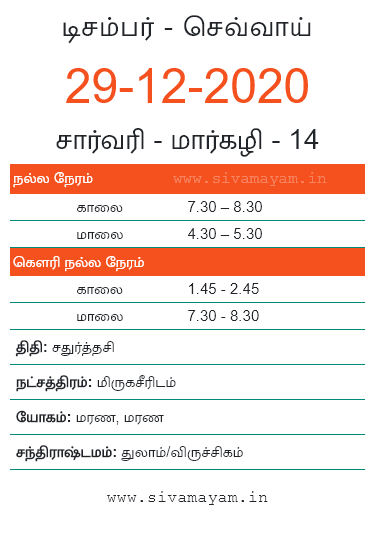 டிசம்பர் - செவ்வாய்
29-12-2020
சார்வரி - மார்கழி - 14
நல்ல நேரம் www.sivamayam.in
காலை 7.30 – 8.30
மாலை 4.30 – 5.30
கௌரி நல்ல நேரம்
காலை 1.45 - 2.45
மாலை 7.30 - 8.30
திதி: சதுர்த்தசி
நட்சத்திரம்: மிருகசீரிடம்
யோகம்: மரண, மரண
சந்திராஷ்டமம்: துலாம்/விருச்சிகம்
www.sivamayam.in